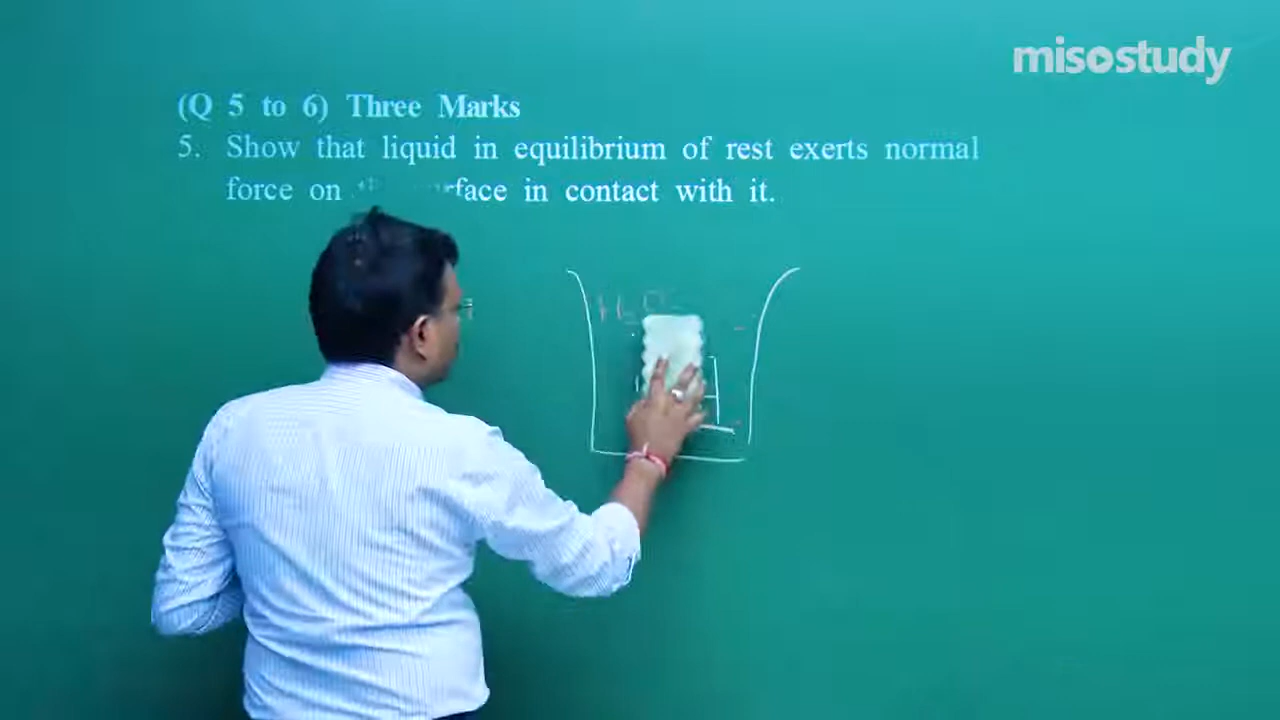 misostudy
(Q 5 to 6) Three Marks
5. Show that liquid in equilibrium of rest exerts normal
force on in contact with it.